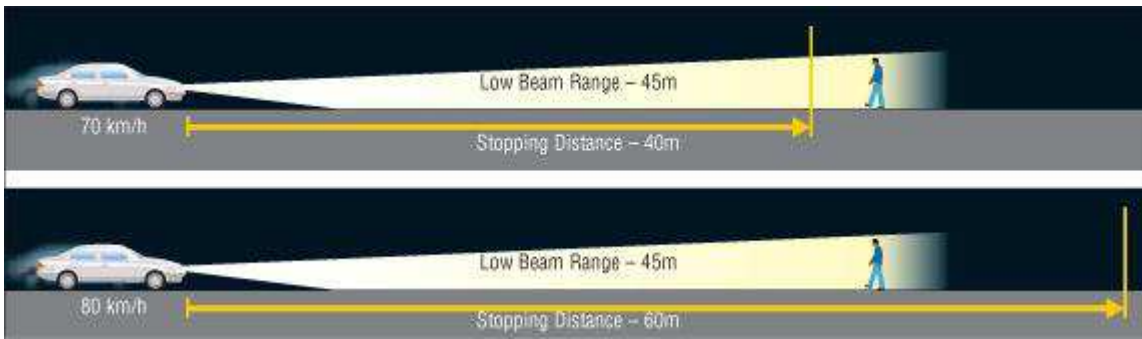 Low Beam Range – 45m
70 km/h
Stopping Distance – 40m
Low Beam Range – 45m
80 km/h
Stopping Distance – 60m